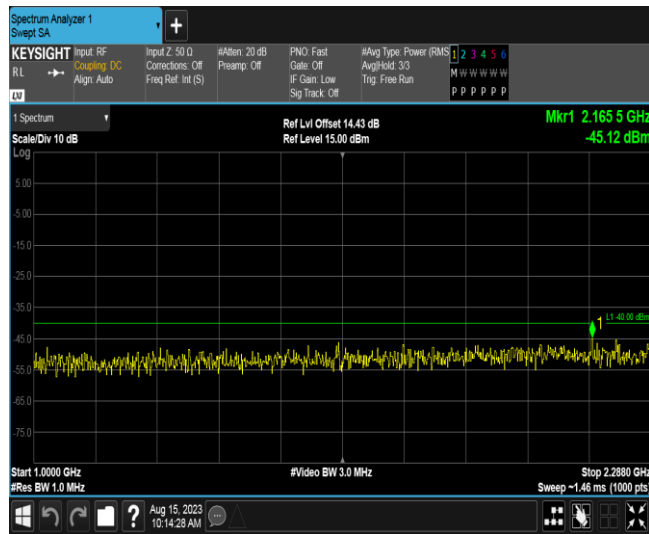 Spectrum Analyzer 1
Swept SA
KEYSIGHT
RL
LXI
Input: RF
Coupling: DC
Align: Auto
Input Z: 50 Ω
Corrections: Off
Freq Ref: Int (S)
#Atten: 20 dB
Preamp: Off
PNO: Fast
Gate: Off
IF Gain: Low
Sig Track: Off
#Avg Type: Power (RMS
Avg|Hold: 3/3
Trig: Free Run
1 2 3 4 5 6
M W W W W W
P P P P P P
1 Spectrum
Ref Lvl Offset 14.43 dB
Mkr1 2.165 5 GHz
Scale/Div 10 dB
Ref Level 15.00 dBm
-45.12 dBm
Log
5.00
-5.00
-15.0
-25.0
-35.0
L1 -40.00 dBm
1
-45.0
-55.0
-65.0
-75.0
Start 1.0000 GHz
#Video BW 3.0 MHz
Stop 2.2880 GHz
#Res BW 1.0 MHz
Sweep ~1.46 ms (1000 pts)
?
Aug 15, 2023
10:14:28 AM